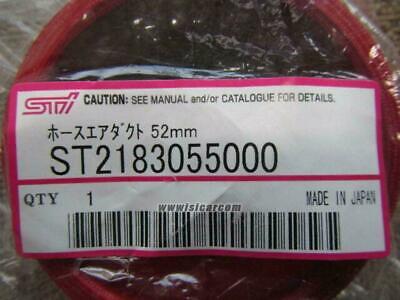 STI CAUTION: SEE MANUAL and/or CATALOGUE FOR DETAILS.
ホースエアダクト 52mm
ST2183055000
QTY 1 MADE IN JAPAN
www.isicar.com